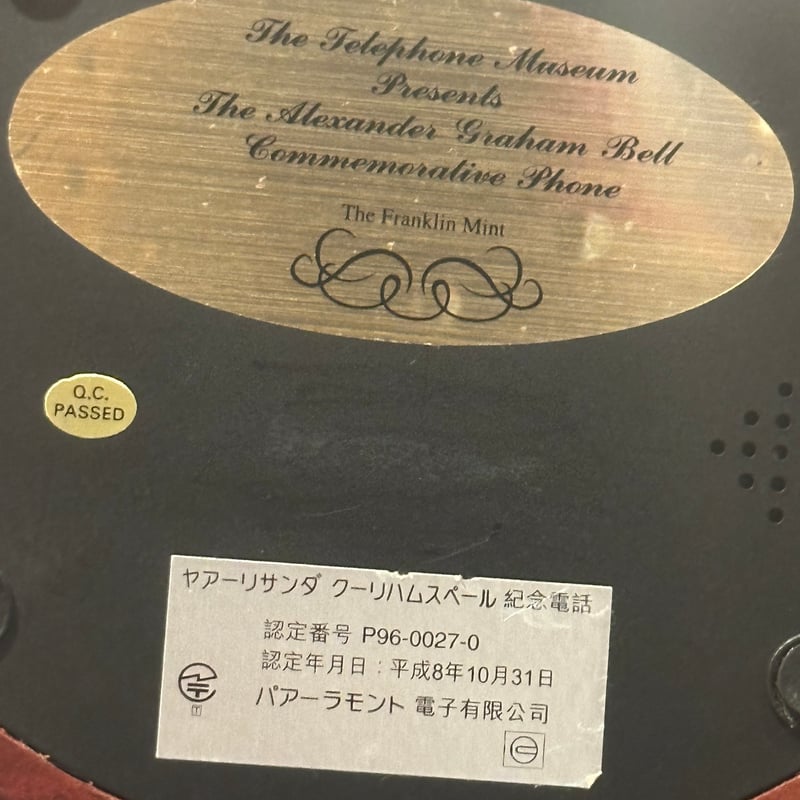 The Telephone Museum
Presents
The Alexander Graham Bell
Commemorative Phone
The Franklin Mint
Q.C.
PASSED
ヤアーリサンダ クーリハムスペール 紀念電話
認定番号 P96-0027-0
認定年月日：平成8年10月31日
パアーラモント 電子有限公司
T